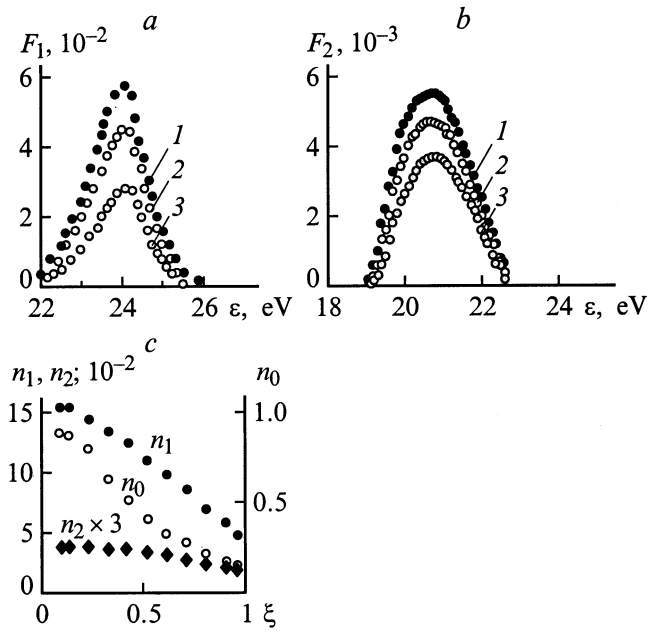 a
F₁, 10⁻²
6
4
2
0
1
2
3
22 24 26 ε, eV
b
F₂, 10⁻³
6
4
2
0
1
2
3
18 20 22 24 ε, eV
c
n₁, n₂; 10⁻² n₀
15
10
5
0
1.0
0.5
n₁
n₀
n₂ × 3
0 0.5 1 ξ